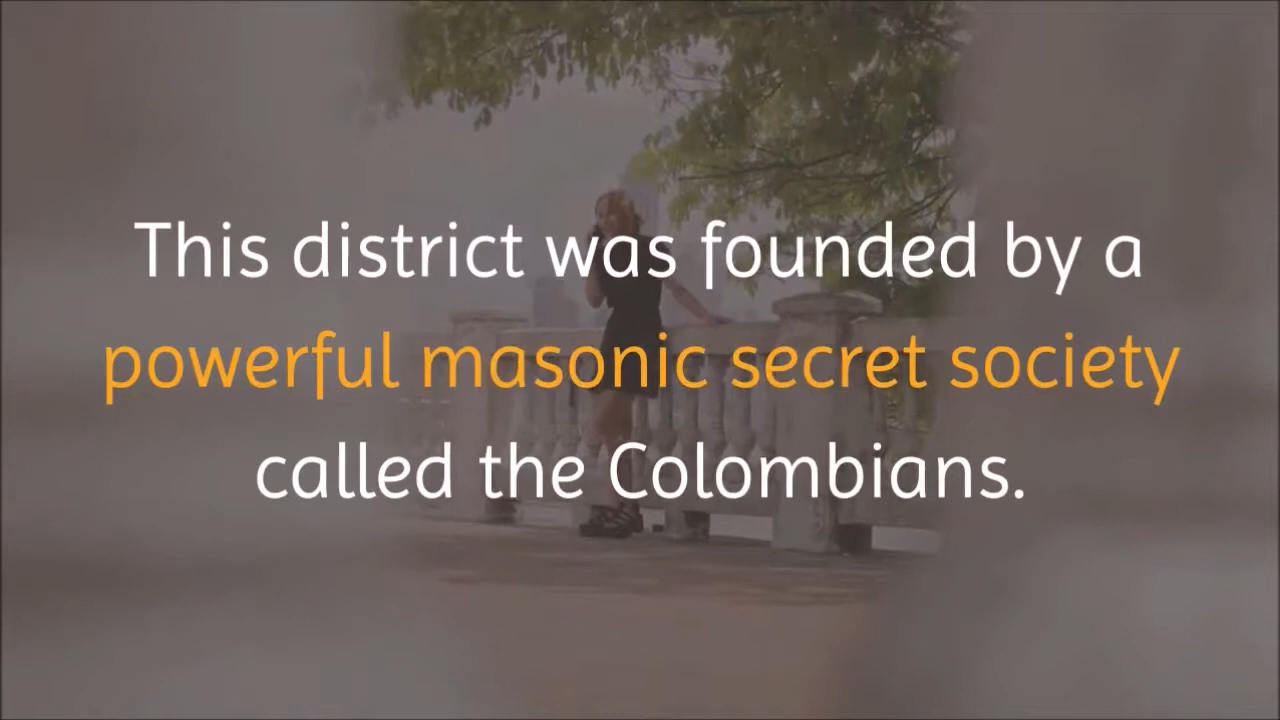 This district was founded by a
powerful masonic secret society
called the Colombians.